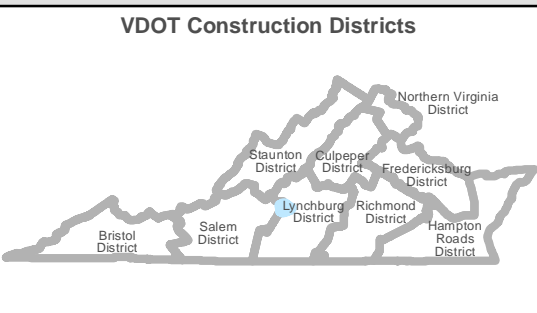 VDOT Construction Districts
Northern Virginia
District
Staunton
District
Culpeper
District
Fredericksburg
District
Lynchburg
District
Richmond
District
Salem
District
Bristol
District
Hampton
Roads
District